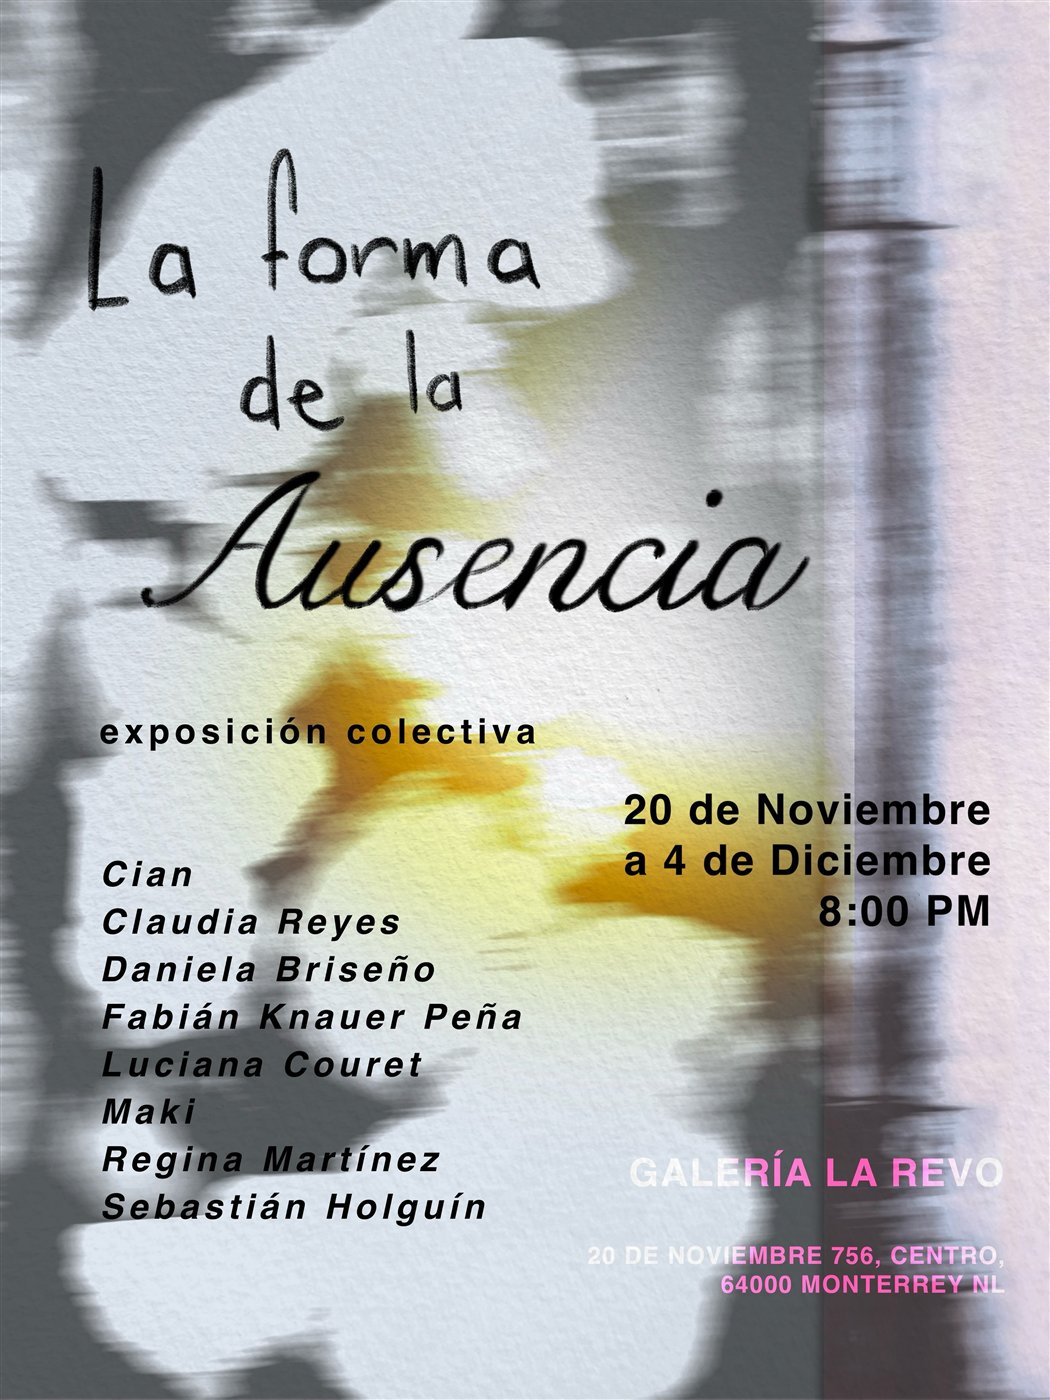 La forma
de la
Ausencia
exposición colectiva
20 de Noviembre
a 4 de Diciembre
8:00 PM
Cian
Claudia Reyes
Daniela Briseño
Fabián Knauer Peña
Luciana Couret
Maki
Regina Martínez
Sebastián Holguín
GALERÍA LA REVO
20 DE NOVIEMBRE 756, CENTRO,
64000 MONTERREY NL